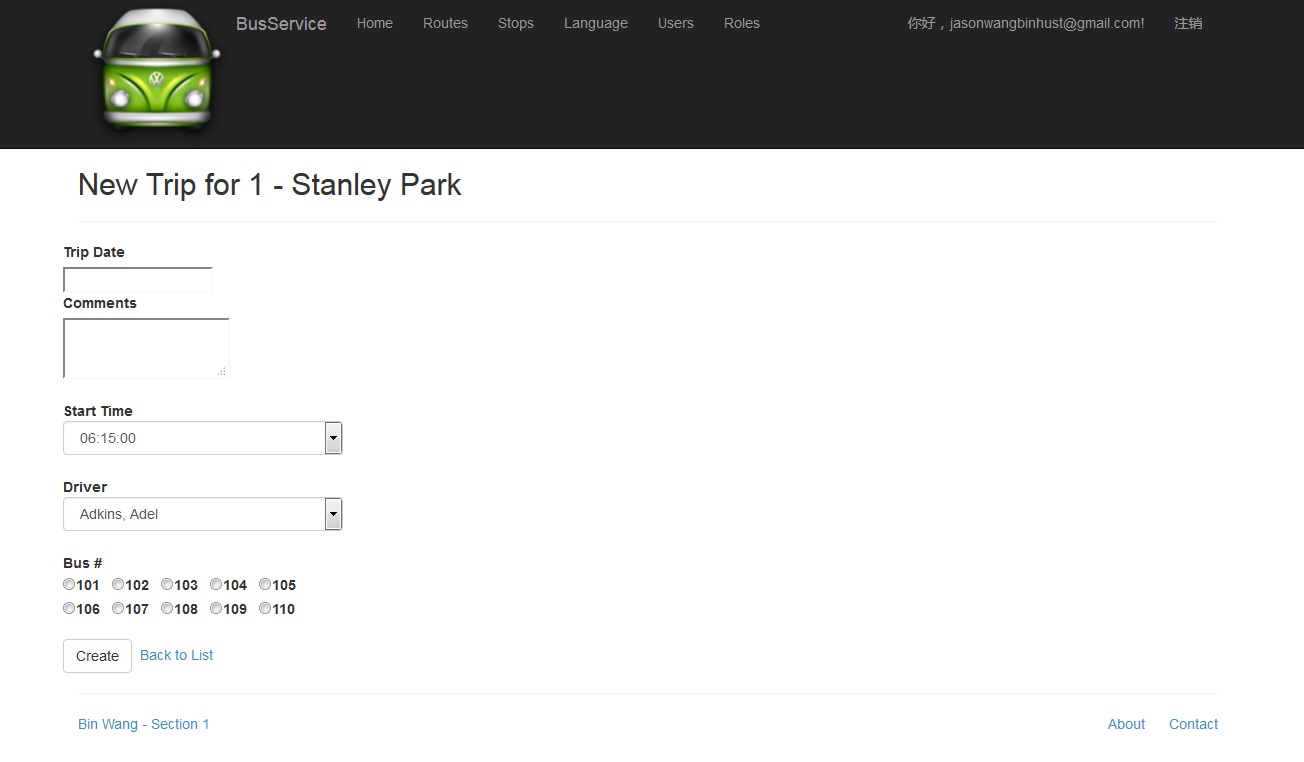 BusService Home Routes Stops Language Users Roles 你好，jasonwangbinhust@gmail.com! 注销
New Trip for 1 - Stanley Park
Trip Date
Comments
Start Time
06:15:00
Driver
Adkins, Adel
Bus #
101 102 103 104 105
106 107 108 109 110
Create Back to List
Bin Wang - Section 1 About Contact